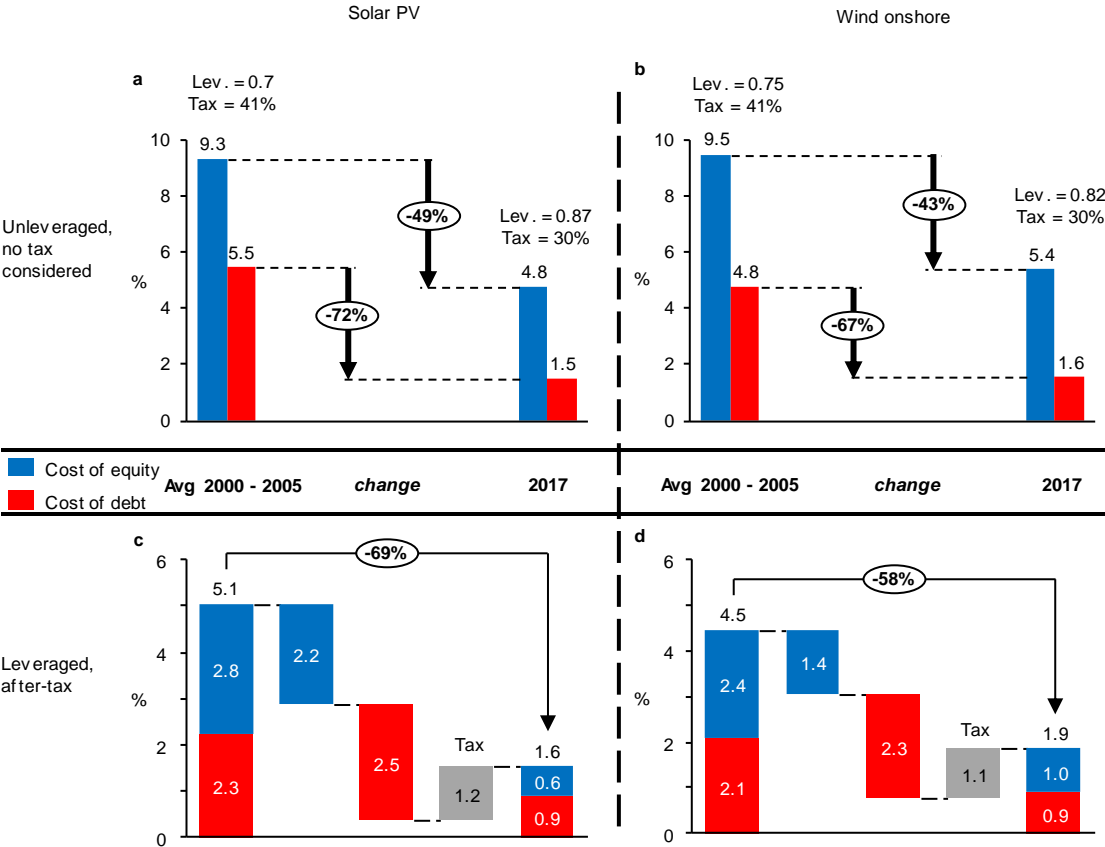 Solar PV
Wind onshore
a
Lev. = 0.7
Tax = 41%
10
9.3
8
6
5.5
4
2
0
%
-49%
-72%
Lev. = 0.87
Tax = 30%
4.8
1.5
b
Lev. = 0.75
Tax = 41%
10
9.5
8
6
4.8
4
2
0
%
-43%
-67%
Lev. = 0.82
Tax = 30%
5.4
1.6
Unleveraged,
no tax
considered
Cost of equity
Cost of debt
Avg 2000 - 2005
change
2017
Avg 2000 - 2005
change
2017
c
6
-69%
5.1
4
%
2
0
2.8
2.3
2.2
2.5
Tax
1.2
1.6
0.6
0.9
d
6
-58%
4.5
4
%
2
0
2.4
2.1
1.4
2.3
Tax
1.1
1.9
1.0
0.9
Leveraged,
after-tax